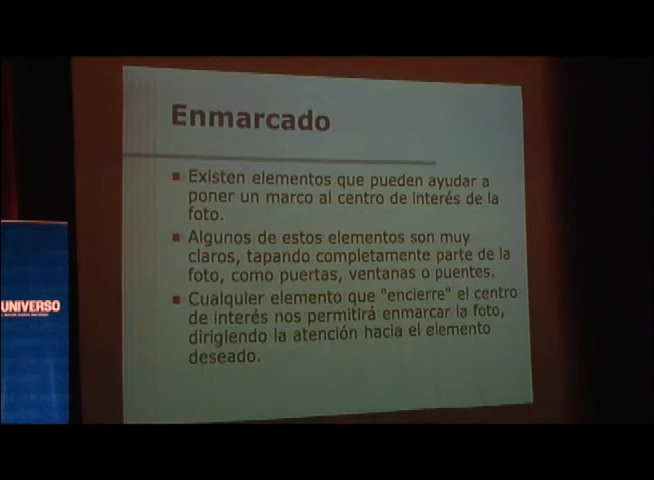 Enmarcado
Existen elementos que pueden ayudar a
poner un marco al centro de interés de la
foto.
Algunos de estos elementos son muy
claros, tapando completamente parte de la
foto, como puertas, ventanas o puentes.
Cualquier elemento que "encierre" el centro
de interés nos permitirá enmarcar la foto,
dirigiendo la atención hacia el elemento
deseado.
UNIVERSO